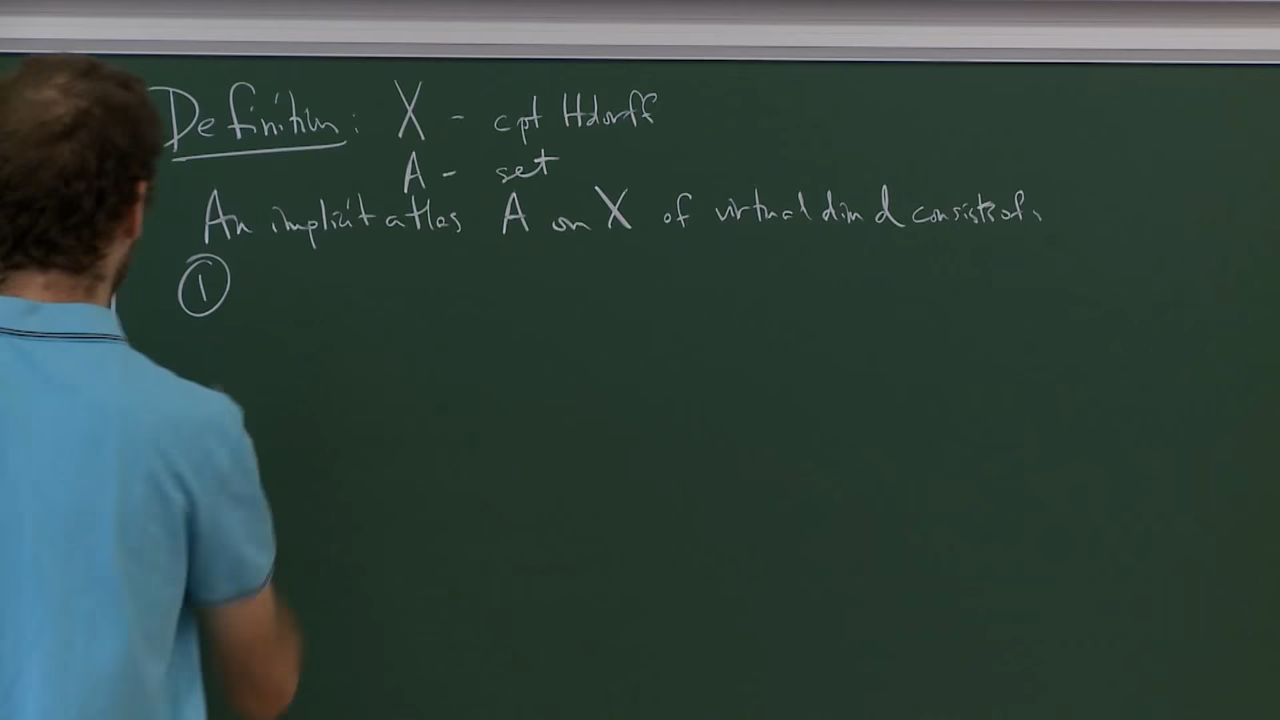 Definition: X - cpt Hdorff
A - set
An implicit atlas A on X of virtual dim d consists of:
①